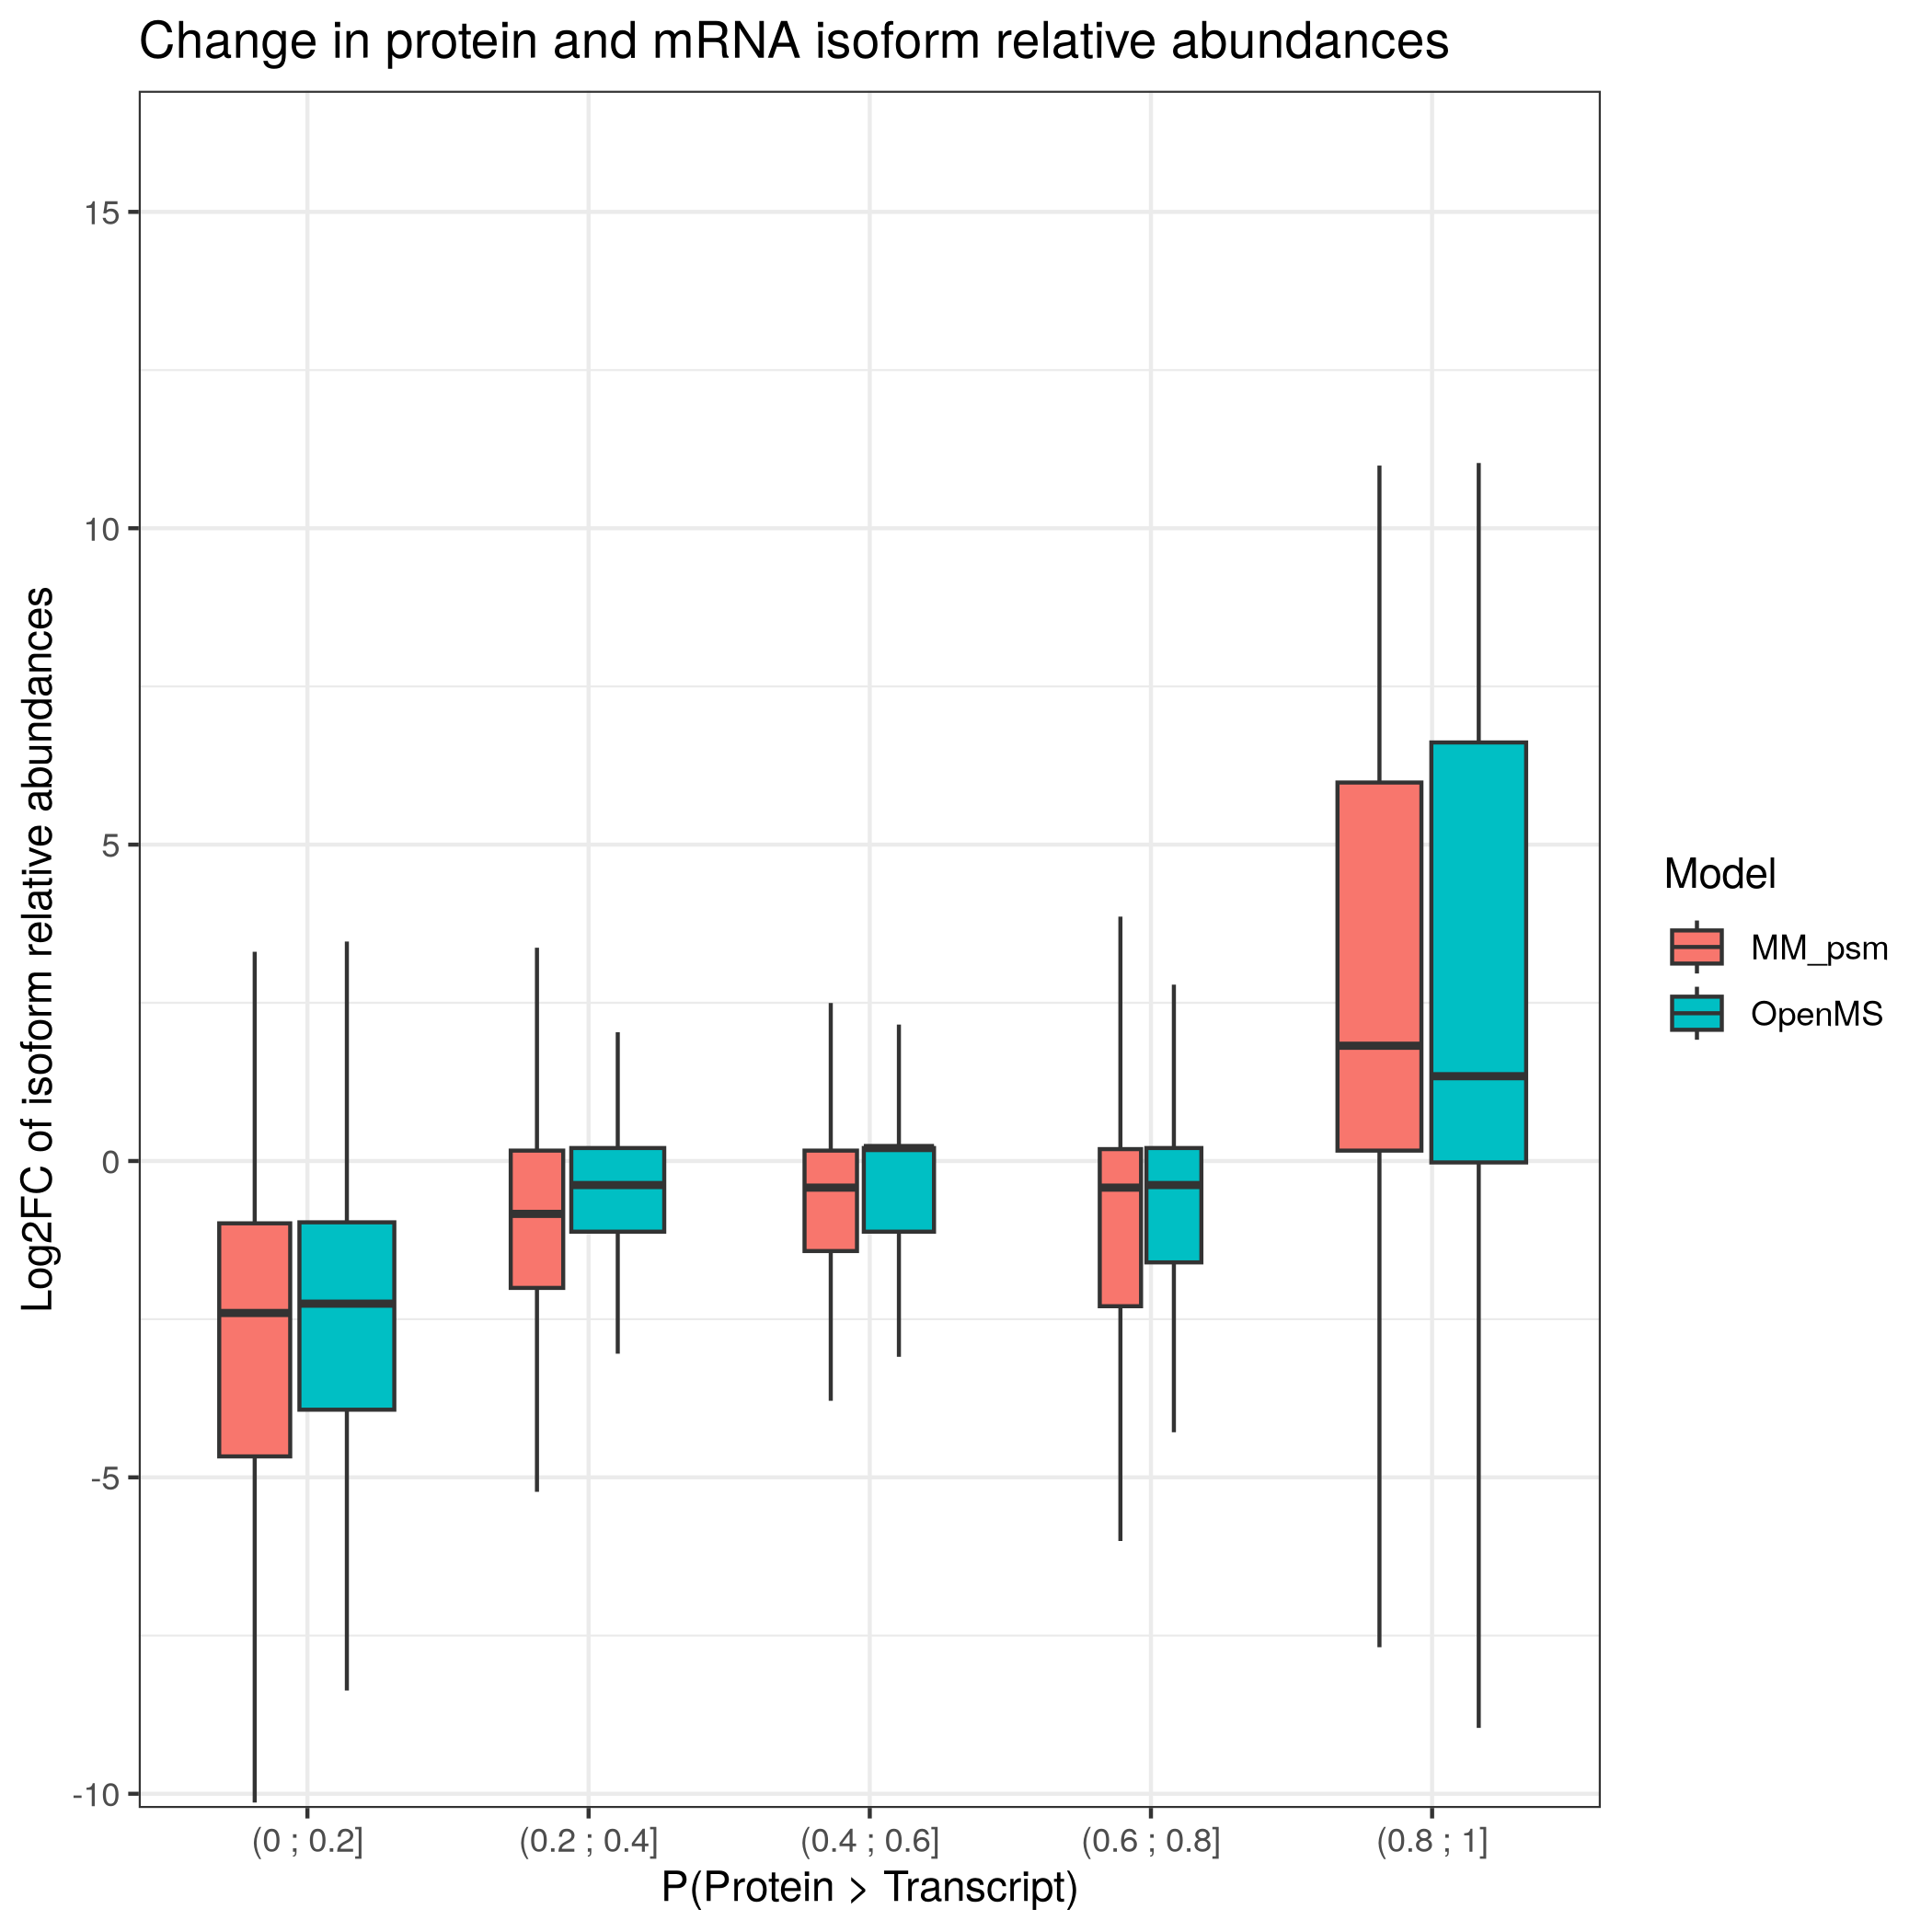 Change in protein and mRNA isoform relative abundances
Log2FC of isoform relative abundances
15
10
5
0
-5
-10
(0 ; 0.2]
(0.2 ; 0.4]
(0.4 ; 0.6]
(0.6 ; 0.8]
(0.8 ; 1]
P(Protein > Transcript)
Model
MM_psm
OpenMS